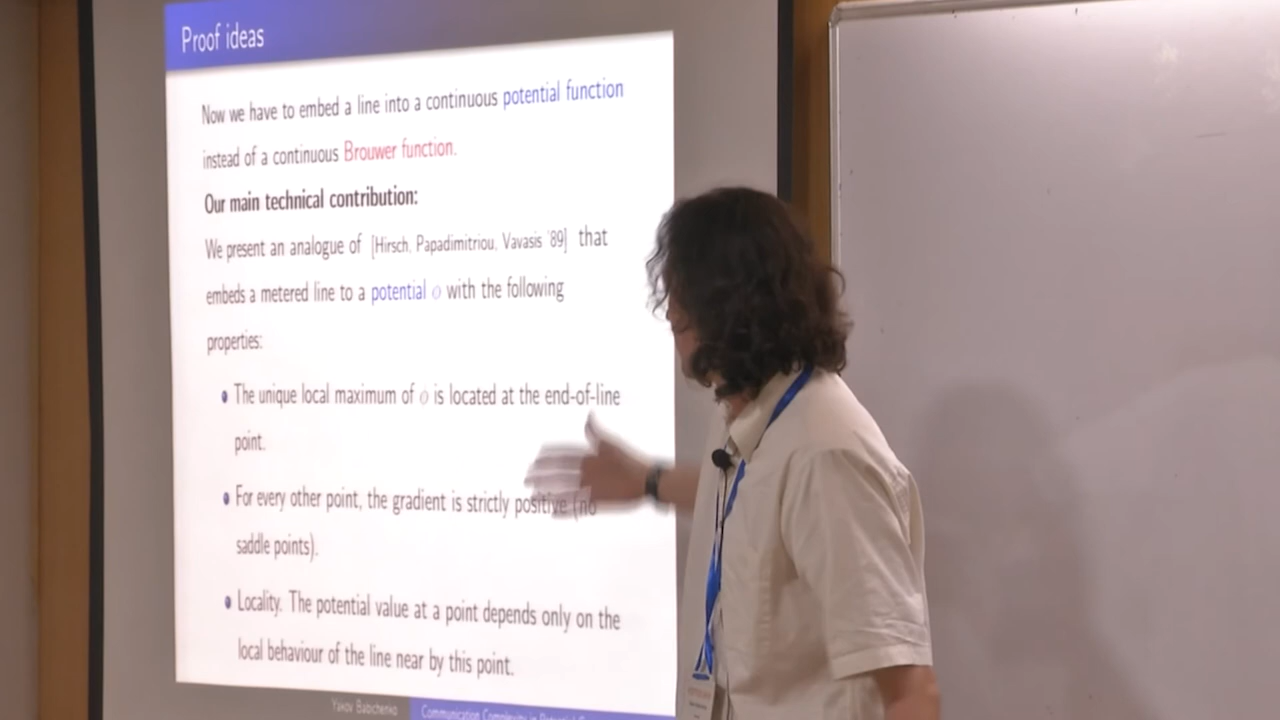 Proof ideas
Now we have to embed a line into a continuous potential function
instead of a continuous Brouwer function.
Our main technical contribution:
We present an analogue of [Hirsch, Papadimitriou, Vavasis '89] that
embeds a metered line to a potential ∅ with the following
properties:
The unique local maximum of ∅ is located at the end-of-line
point.
For every other point, the gradient is strictly positive (no
saddle points).
Locality. The potential value at a point depends only on the
local behaviour of the line near by this point.
Yakov Babichenko
Communication Complexity in Potential